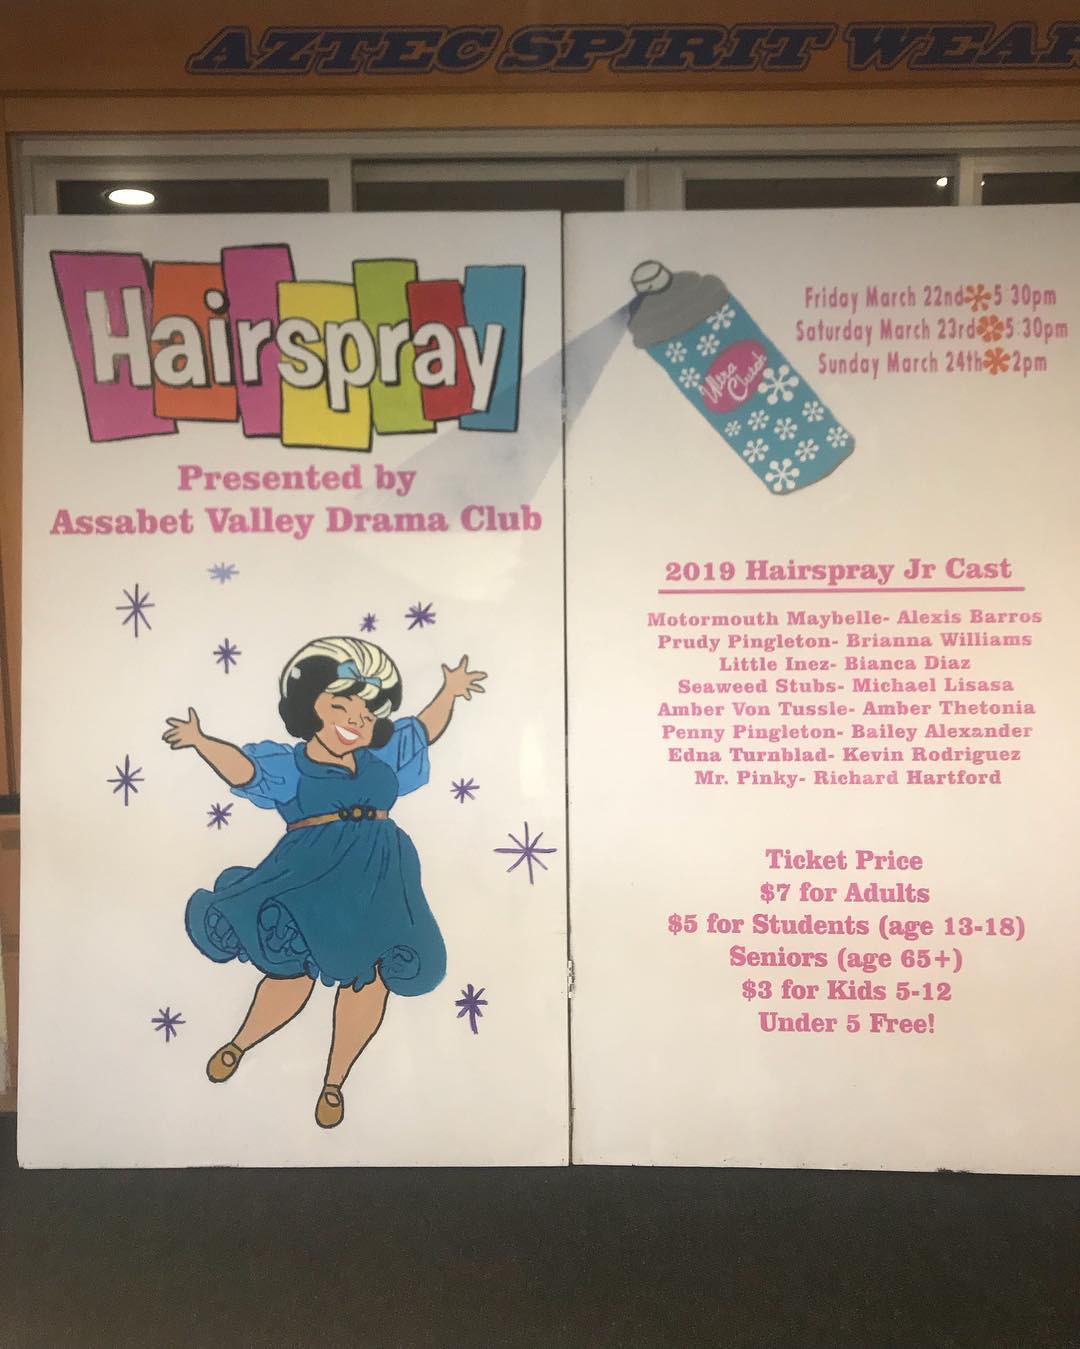 AZTEC SPIRIT WEAR
Hairspray
Presented by
Assabet Valley Drama Club
Ultra
Clutch
Friday March 22nd 5:30pm
Saturday March 23rd 5:30pm
Sunday March 24th 2pm
2019 Hairspray Jr Cast
Motormouth Maybelle- Alexis Barros
Prudy Pingleton- Brianna Williams
Little Inez- Bianca Diaz
Seaweed Stubs- Michael Lisasa
Amber Von Tussle- Amber Thetonia
Penny Pingleton- Bailey Alexander
Edna Turnblad- Kevin Rodriguez
Mr. Pinky- Richard Hartford
Ticket Price
$7 for Adults
$5 for Students (age 13-18)
Seniors (age 65+)
$3 for Kids 5-12
Under 5 Free!